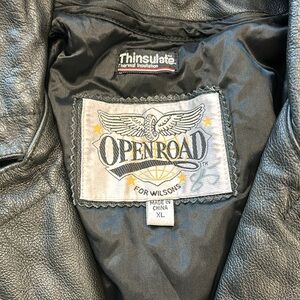 Thinsulate
Thermal Insulation
OPEN ROAD
FOR WILSONS
MADE IN
CHINA
XL